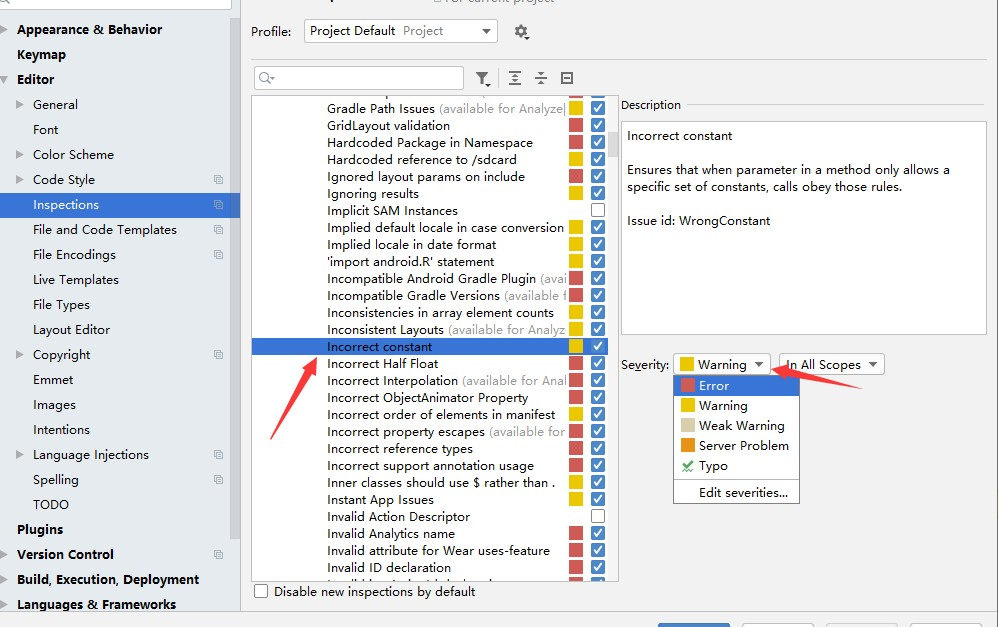 Appearance & Behavior
Keymap
Editor
General
Font
Color Scheme
Code Style
Inspections
File and Code Templates
File Encodings
Live Templates
File Types
Layout Editor
Copyright
Emmet
Images
Intentions
Language Injections
Spelling
TODO
Plugins
Version Control
Build, Execution, Deployment
Languages & Frameworks
For current project
Profile: Project Default Project
Gradle Path Issues (available for Analyze
GridLayout validation
Hardcoded Package in Namespace
Hardcoded reference to /sdcard
Ignored layout params on include
Ignoring results
Implicit SAM Instances
Implied default locale in case conversion
Implied locale in date format
'import android.R' statement
Incompatible Android Gradle Plugin (avai
Incompatible Gradle Versions (available f
Inconsistencies in array element counts
Inconsistent Layouts (available for Analyz
Incorrect constant
Incorrect Half Float
Incorrect Interpolation (available for Anal
Incorrect ObjectAnimator Property
Incorrect order of elements in manifest
Incorrect property escapes (available for
Incorrect reference types
Incorrect support annotation usage
Inner classes should use $ rather than .
Instant App Issues
Invalid Action Descriptor
Invalid Analytics name
Invalid attribute for Wear uses-feature
Invalid ID declaration
Disable new inspections by default
Description
Incorrect constant
Ensures that when parameter in a method only allows a
specific set of constants, calls obey those rules.
Issue id: WrongConstant
Severity: Warning In All Scopes
Error
Warning
Weak Warning
Server Problem
Typo
Edit severities...